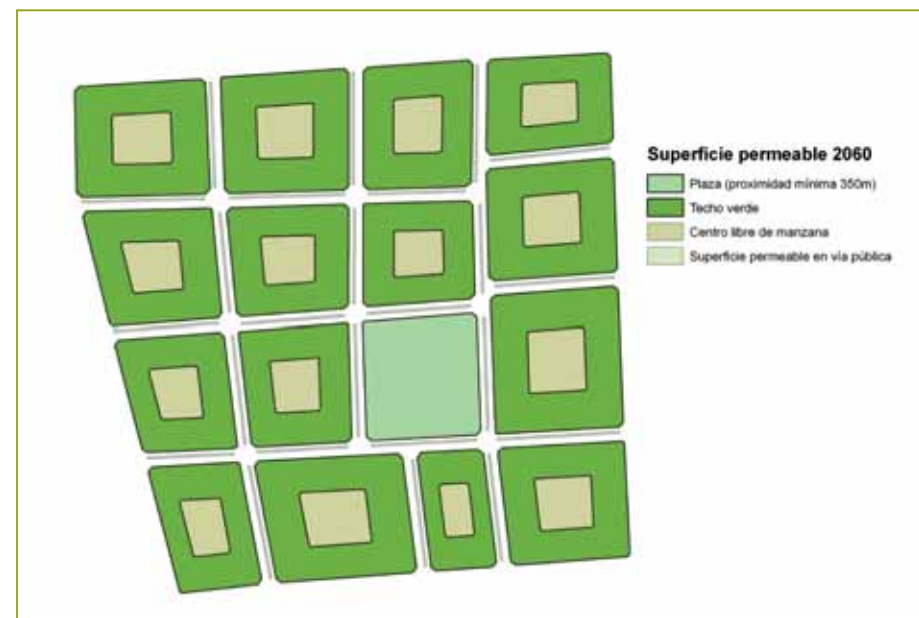 Superficie permeable 2060
Plaza (proximidad mínima 350m)
Techo verde
Centro libre de manzana
Superficie permeable en vía pública